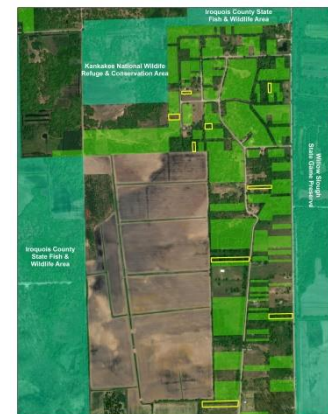 Iroquois County State
Fish & Wildlife Area
Kankakee National Wildlife
Refuge & Conservation Area
Willow Slough
State Game Preserve
Iroquois County
State Fish &
Wildlife Area